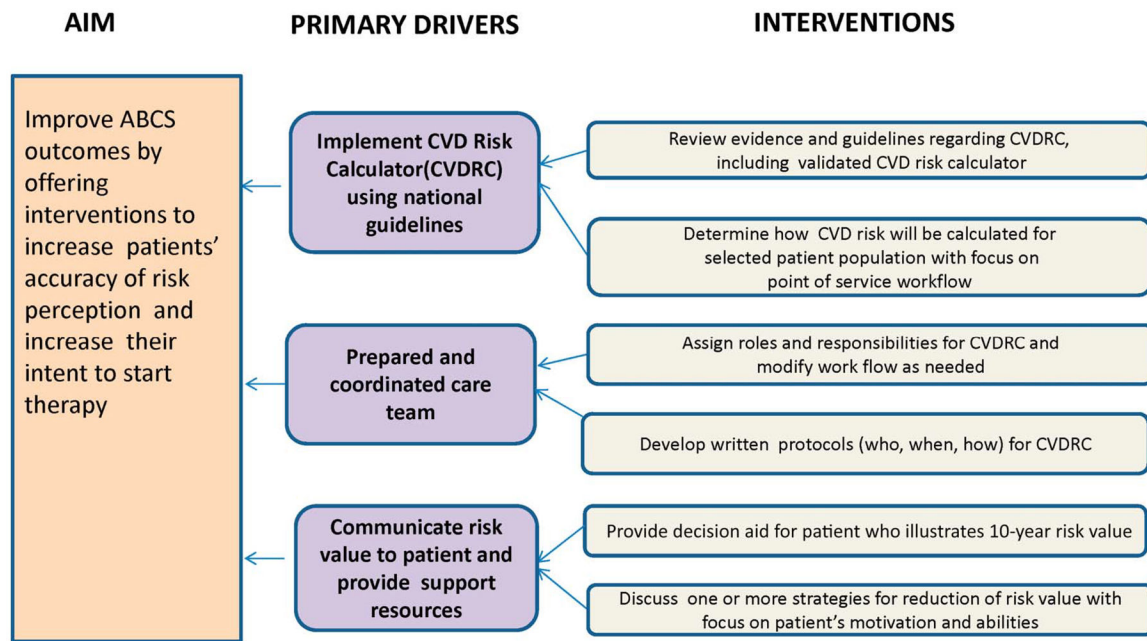 AIM
PRIMARY DRIVERS
INTERVENTIONS
Improve ABCS
outcomes by
offering
interventions to
increase patients’
accuracy of risk
perception and
increase their
intent to start
therapy
Implement CVD Risk
Calculator(CVDRC)
using national
guidelines
Review evidence and guidelines regarding CVDRC,
including validated CVD risk calculator
Determine how CVD risk will be calculated for
selected patient population with focus on
point of service workflow
Prepared and
coordinated care
team
Assign roles and responsibilities for CVDRC and
modify work flow as needed
Develop written protocols (who, when, how) for CVDRC
Communicate risk
value to patient and
provide support
resources
Provide decision aid for patient who illustrates 10-year risk value
Discuss one or more strategies for reduction of risk value with
focus on patient’s motivation and abilities